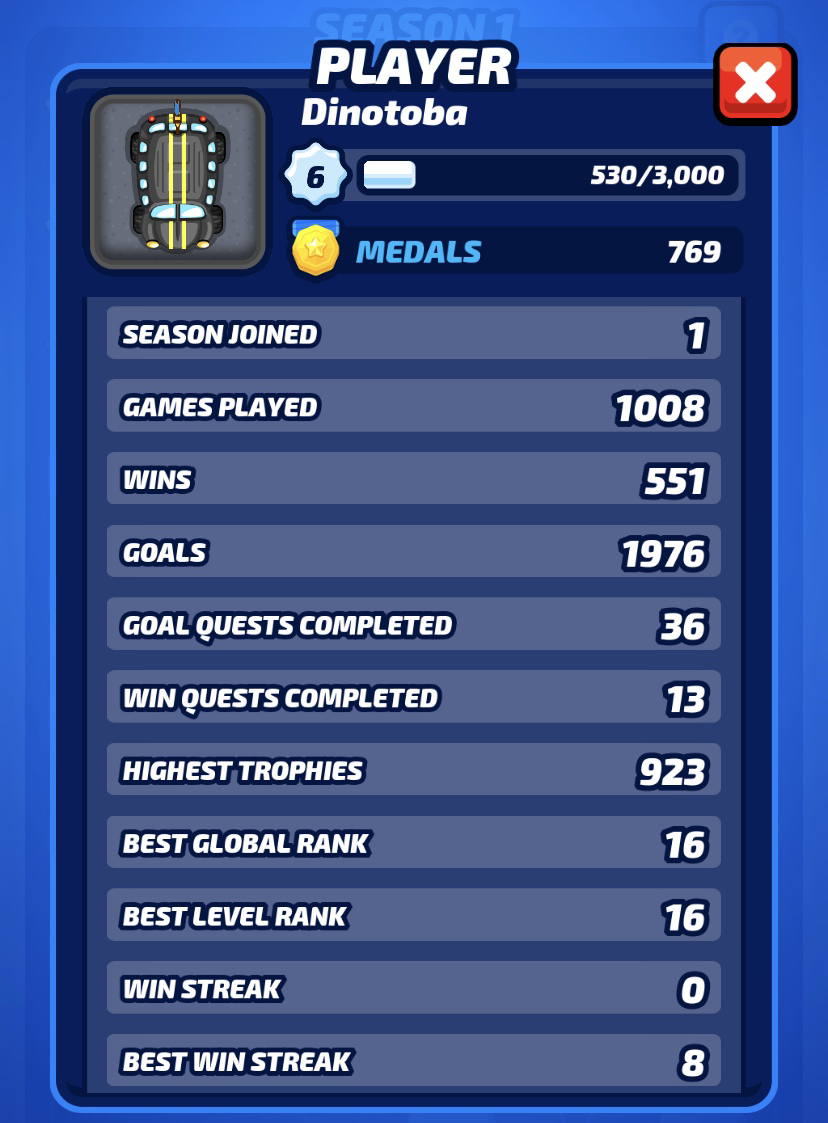 SEASON 1
PLAYER
Dinotoba
6
530/3,000
MEDALS 769
SEASON JOINED 1
GAMES PLAYED 1008
WINS 551
GOALS 1976
GOAL QUESTS COMPLETED 36
WIN QUESTS COMPLETED 13
HIGHEST TROPHIES 923
BEST GLOBAL RANK 16
BEST LEVEL RANK 16
WIN STREAK 0
BEST WIN STREAK 8